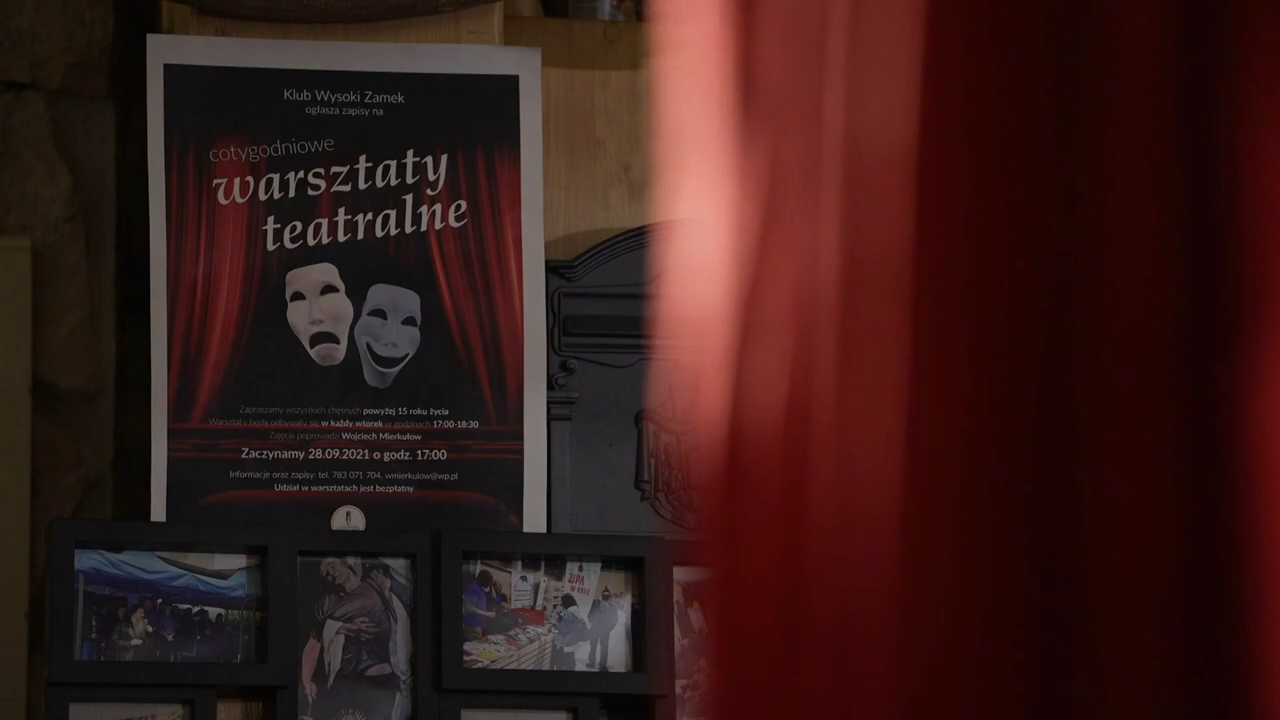 Klub Wysoki Zamek
ogłasza zapisy na
cotygodniowe
warsztaty
teatralne
Zapraszamy wszystkich chętnych powyżej 15 roku życia
Warsztaty będą odbywały się w każdy wtorek w godzinach 17:00-18:30
Zajęcia poprowadzi Wojciech Mierkułow
Zaczynamy 28.09.2021 o godz. 17:00
Informacje oraz zapisy: tel. 783 071 704, wmierkulow@wp.pl
Udział w warsztatach jest bezpłatny